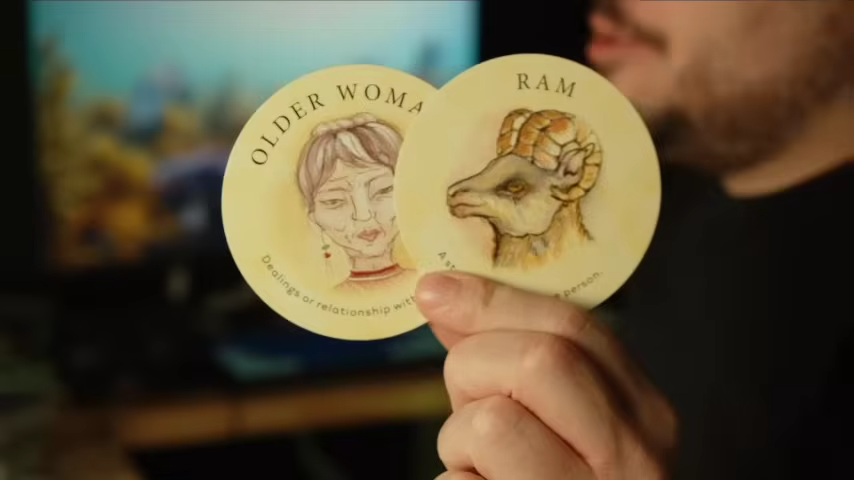 OLDER WOMA
Dealings or relationship with
RAM
A person.